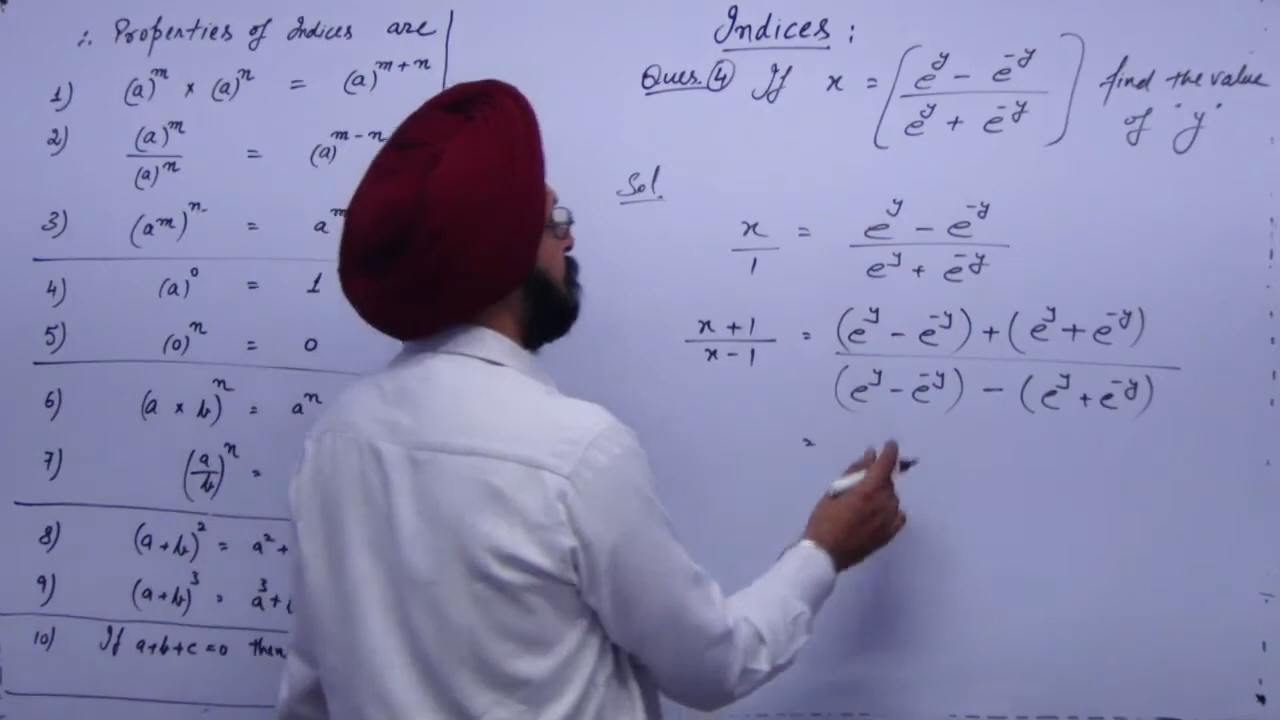 ∴ Properties of Indices are
1) (a)^m × (a)^n = (a)^{m+n}
2) (a)^m / (a)^n = (a)^{m-n}
3) (a^m)^n = a^m
4) (a)^0 = 1
5) (0)^n = 0
6) (a × b)^n = a^n
7) (a/b)^n =
8) (a+b)^2 = a^2 +
9) (a+b)^3 = a^3 +
10) If a+b+c=0 then
Indices :
Ques. ④ If x = ( (e^y - e^{-y}) / (e^y + e^{-y}) ) find the value
of 'y'
Sol.
x/1 = (e^y - e^{-y}) / (e^y + e^{-y})
(x+1)/(x-1) = ((e^y - e^{-y}) + (e^y + e^{-y})) / ((e^y - e^{-y}) - (e^y + e^{-y}))
=